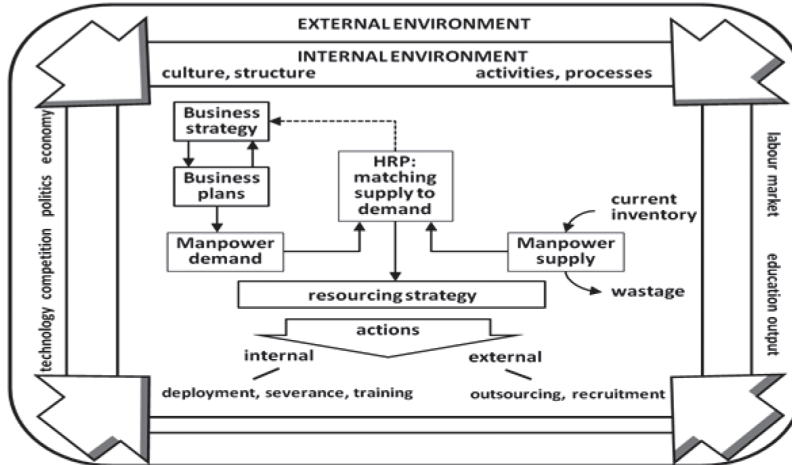 EXTERNAL ENVIRONMENT
INTERNAL ENVIRONMENT
culture, structure
activities, processes
technology competition politics economy
labour market
education output
Business
strategy
Business
plans
Manpower
demand
HRP:
matching
supply to
demand
current
inventory
Manpower
supply
wastage
resourcing strategy
actions
internal
external
deployment, severance, training
outsourcing, recruitment